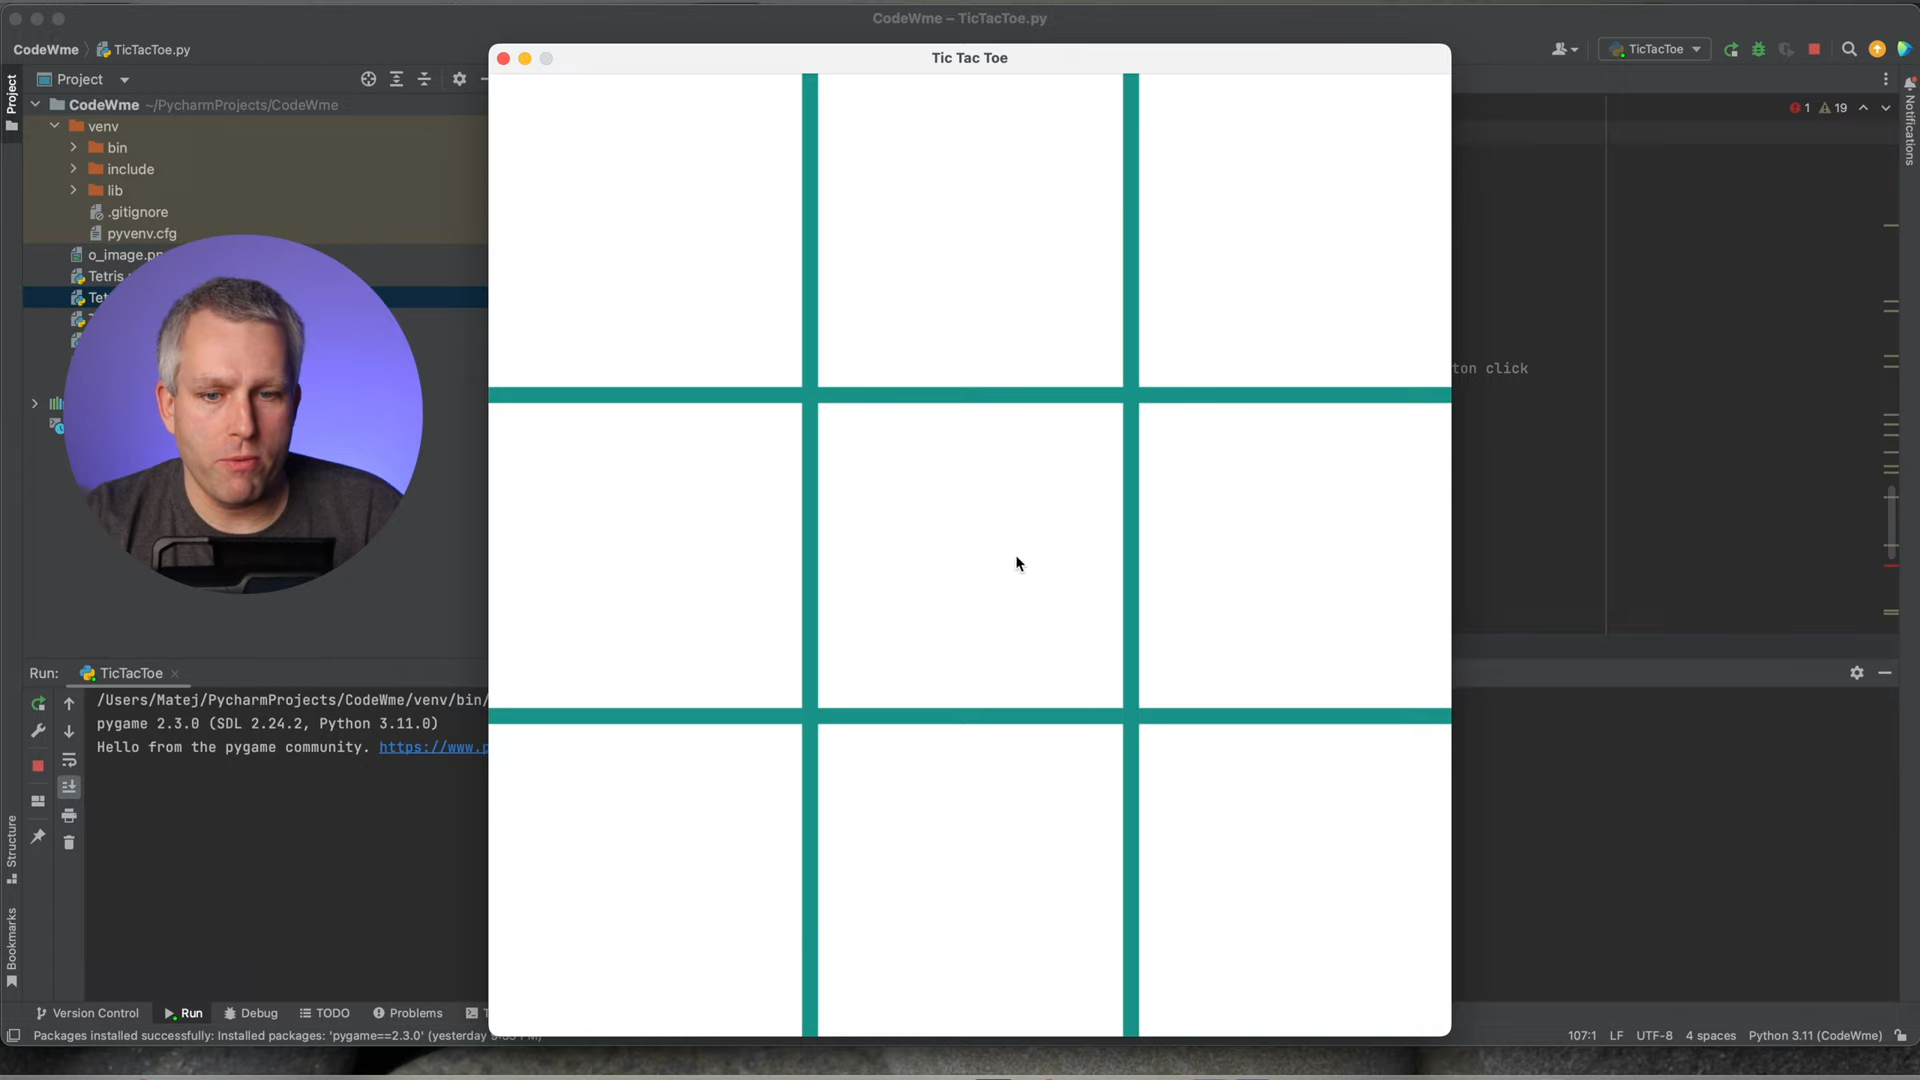 CodeWme – TicTacToe.py
CodeWme
TicTacToe.py
TicTacToe
Project
Project
Tic Tac Toe
CodeWme ~/PycharmProjects/CodeWme
1
19
Notifications
venv
bin
include
lib
.gitignore
pyvenv.cfg
Tetris
click
Run:
TicTacToe
/Users/Matej/PycharmProjects/CodeWme/venv/bin/
pygame 2.3.0 (SDL 2.24.2, Python 3.11.0)
Hello from the pygame community. https://www.p
Structure
Bookmarks
Version Control
Run
Debug
TODO
Problems
Packages installed successfully: Installed packages: 'pygame==2.3.0' (yesterday
107:1
LF
UTF-8
4 spaces
Python 3.11 (CodeWme)